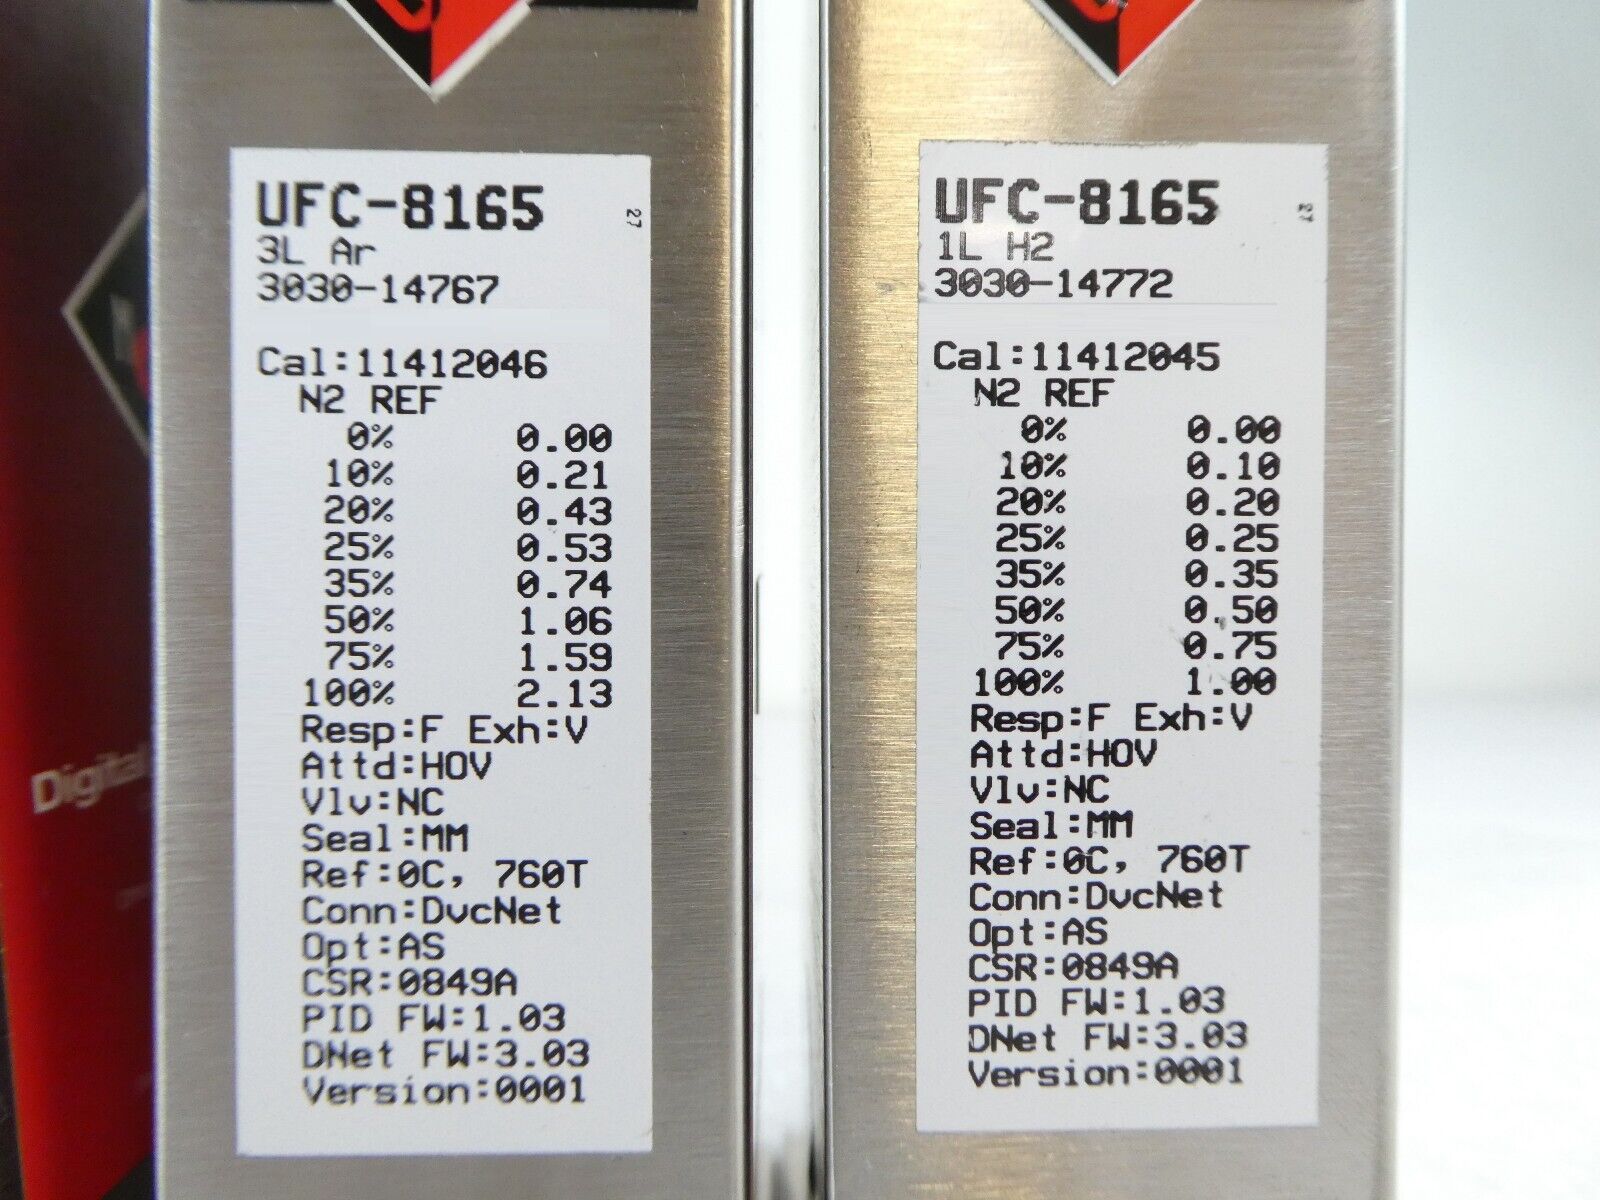 UFC-8165
27
3L Ar
3030-14767
Cal:11412046
N2 REF
0% 0.00
10% 0.21
20% 0.43
25% 0.53
35% 0.74
50% 1.06
75% 1.59
100% 2.13
Resp:F Exh:V
Attd:HOV
Vlv:NC
Seal:MM
Ref:0C, 760T
Conn:DvcNet
Opt:AS
CSR:0849A
PID FW:1.03
DNet FW:3.03
Version:0001
UFC-8165
27
1L H2
3030-14772
Cal:11412045
N2 REF
0% 0.00
10% 0.10
20% 0.20
25% 0.25
35% 0.35
50% 0.50
75% 0.75
100% 1.00
Resp:F Exh:V
Attd:HOV
Vlv:NC
Seal:MM
Ref:0C, 760T
Conn:DvcNet
Opt:AS
CSR:0849A
PID FW:1.03
DNet FW:3.03
Version:0001